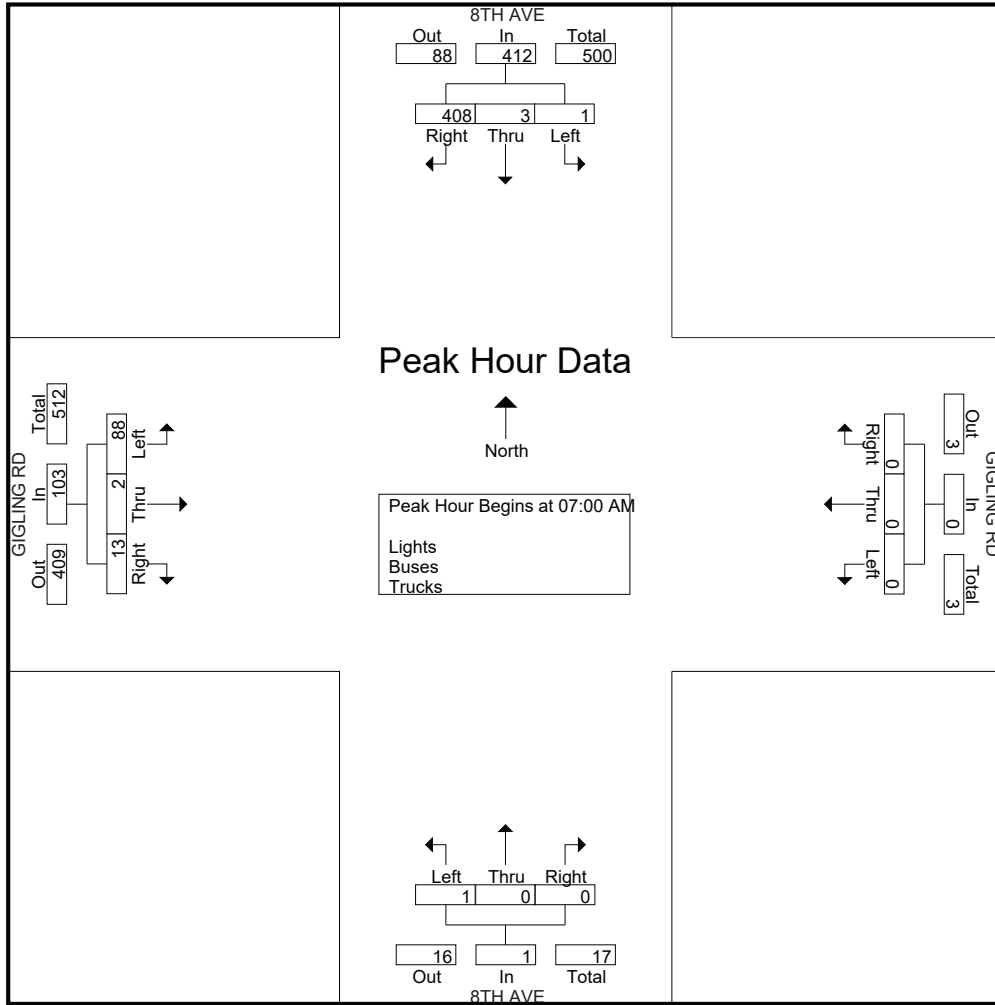 8TH AVE
Out In Total
88 412 500
408 3 1
Right Thru Left
Peak Hour Data
North
Peak Hour Begins at 07:00 AM
Lights
Buses
Trucks
GIGLING RD
Total In Out
512 103 409
88 2 13
Left Thru Right
Right Thru Left
0 0 0
Out In Total
3 0 3
GIGLING RD
Left Thru Right
1 0 0
16 1 17
Out In Total
8TH AVE